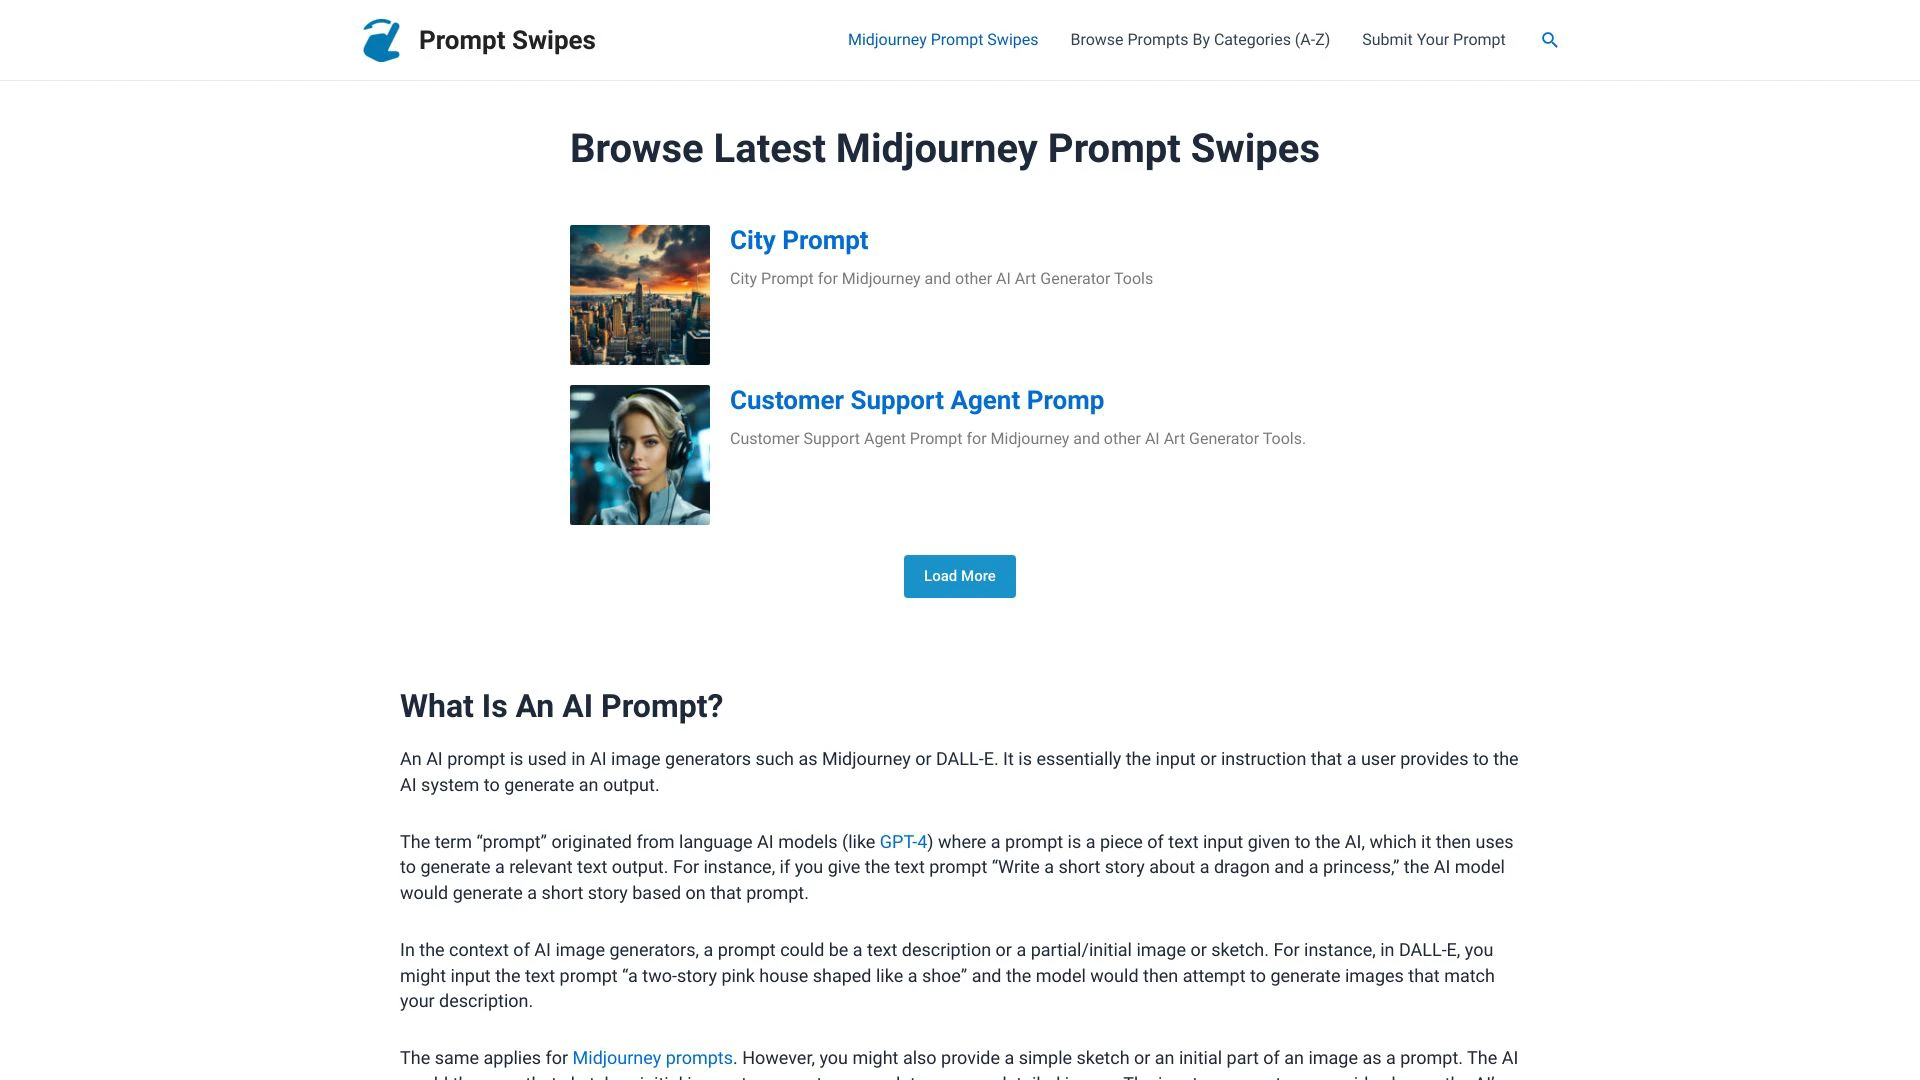 Prompt Swipes
Midjourney Prompt Swipes
Browse Prompts By Categories (A-Z)
Submit Your Prompt
Browse Latest Midjourney Prompt Swipes
City Prompt
City Prompt for Midjourney and other AI Art Generator Tools
Customer Support Agent Promp
Customer Support Agent Prompt for Midjourney and other AI Art Generator Tools.
Load More
What Is An AI Prompt?
An AI prompt is used in AI image generators such as Midjourney or DALL-E. It is essentially the input or instruction that a user provides to the
AI system to generate an output.
The term “prompt” originated from language AI models (like GPT-4) where a prompt is a piece of text input given to the AI, which it then uses
to generate a relevant text output. For instance, if you give the text prompt “Write a short story about a dragon and a princess,” the AI model
would generate a short story based on that prompt.
In the context of AI image generators, a prompt could be a text description or a partial/initial image or sketch. For instance, in DALL-E, you
might input the text prompt “a two-story pink house shaped like a shoe” and the model would then attempt to generate images that match
your description.
The same applies for Midjourney prompts. However, you might also provide a simple sketch or an initial part of an image as a prompt. The AI